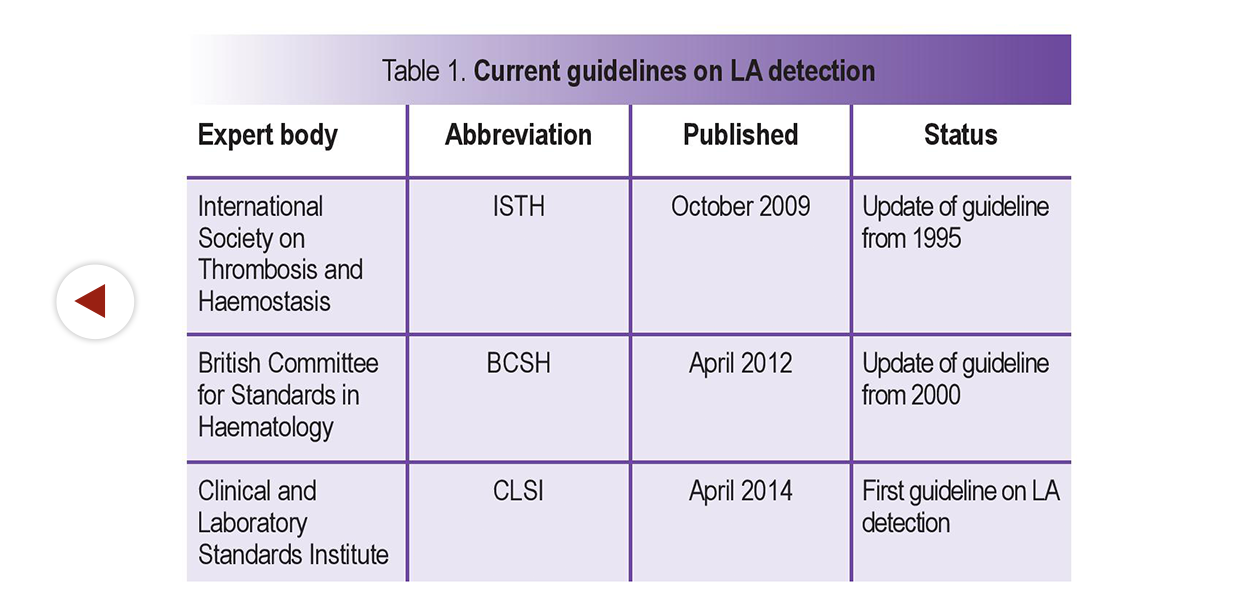 Table 1. Current guidelines on LA detection
Expert body
Abbreviation
Published
Status
International
Society on
Thrombosis and
Haemostasis
ISTH
October 2009
Update of guideline
from 1995
British Committee
for Standards in
Haematology
BCSH
April 2012
Update of guideline
from 2000
Clinical and
Laboratory
Standards Institute
CLSI
April 2014
First guideline on LA
detection